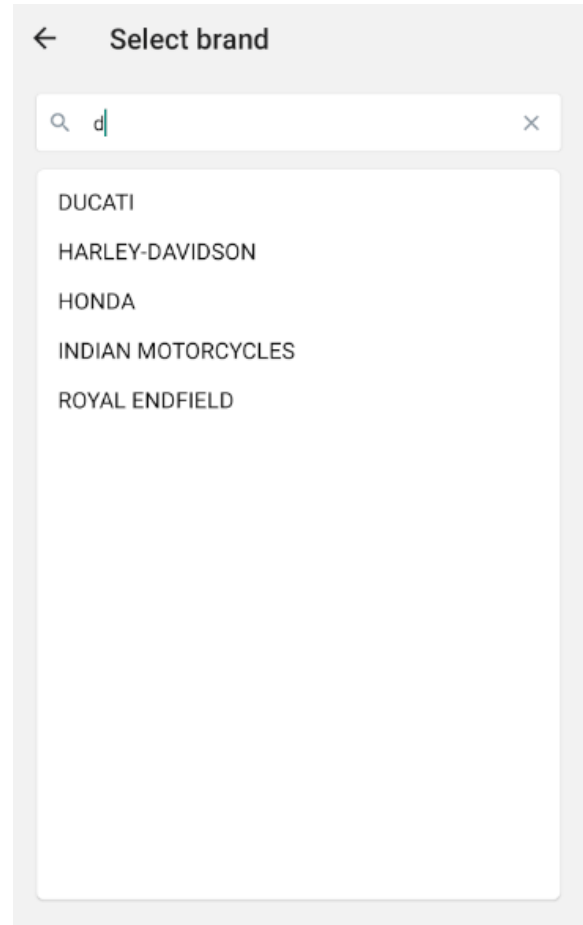 Select brand
d
DUCATI
HARLEY-DAVIDSON
HONDA
INDIAN MOTORCYCLES
ROYAL ENDFIELD